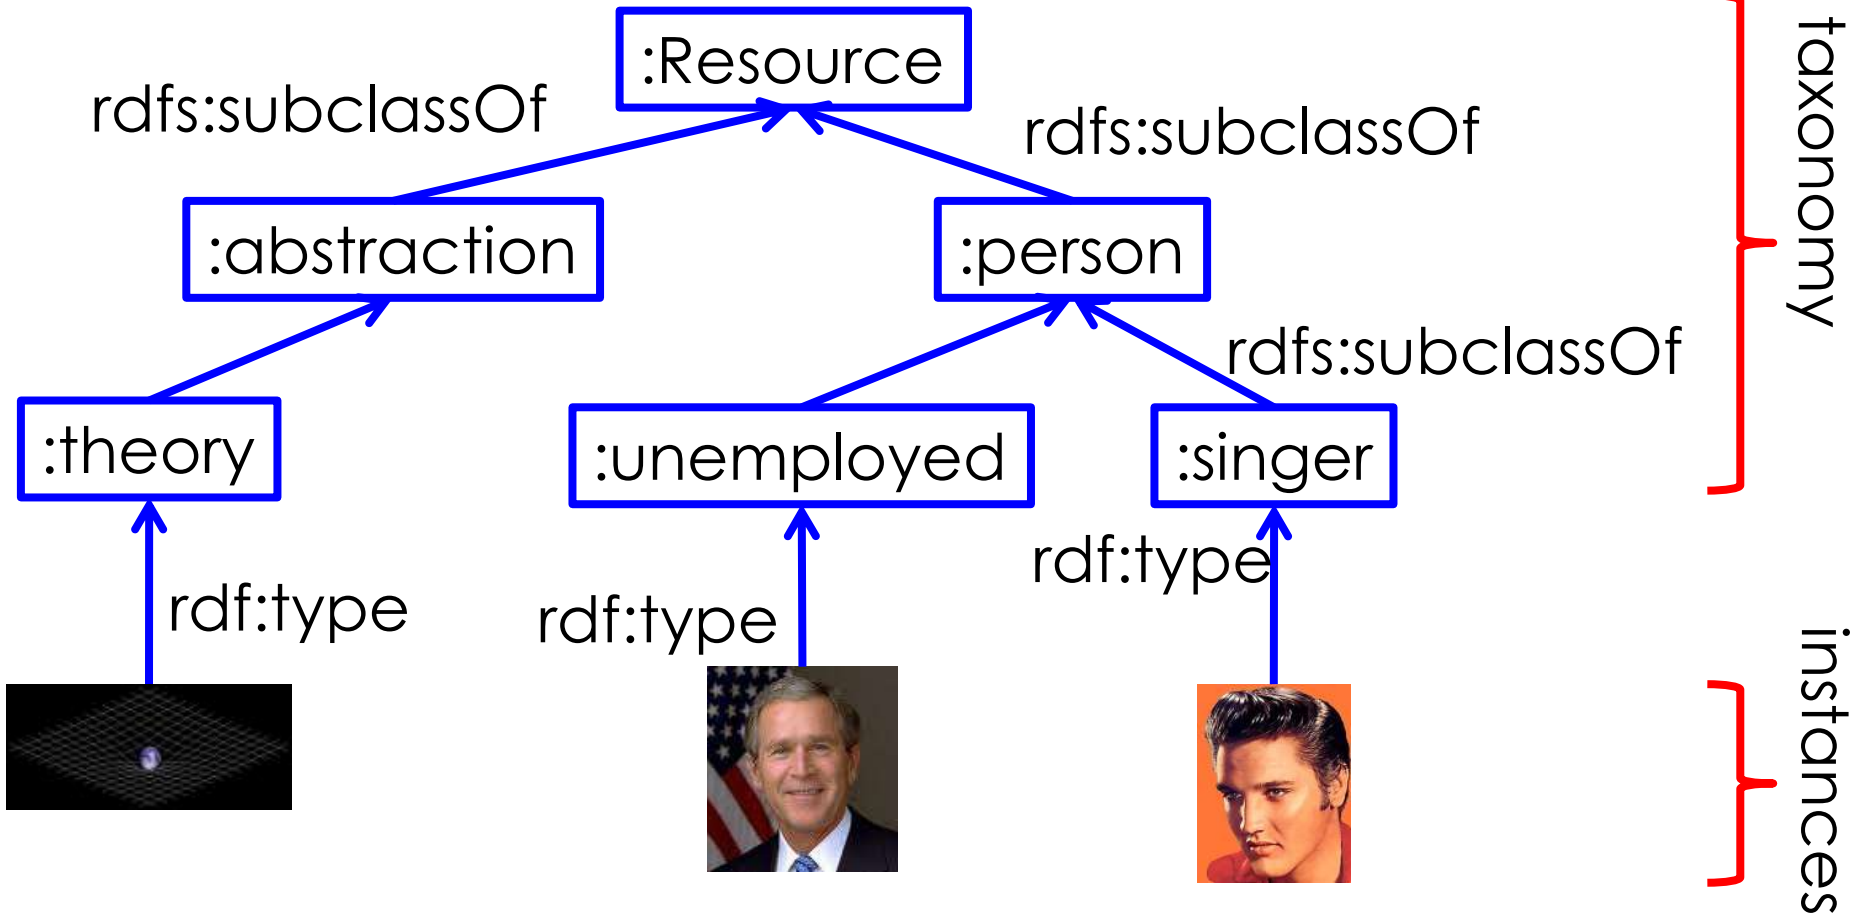 :Resource
rdfs:subclassOf
rdfs:subclassOf
taxonomy
:abstraction
:person
rdfs:subclassOf
:theory
:unemployed
:singer
rdf:type
rdf:type
rdf:type
instances